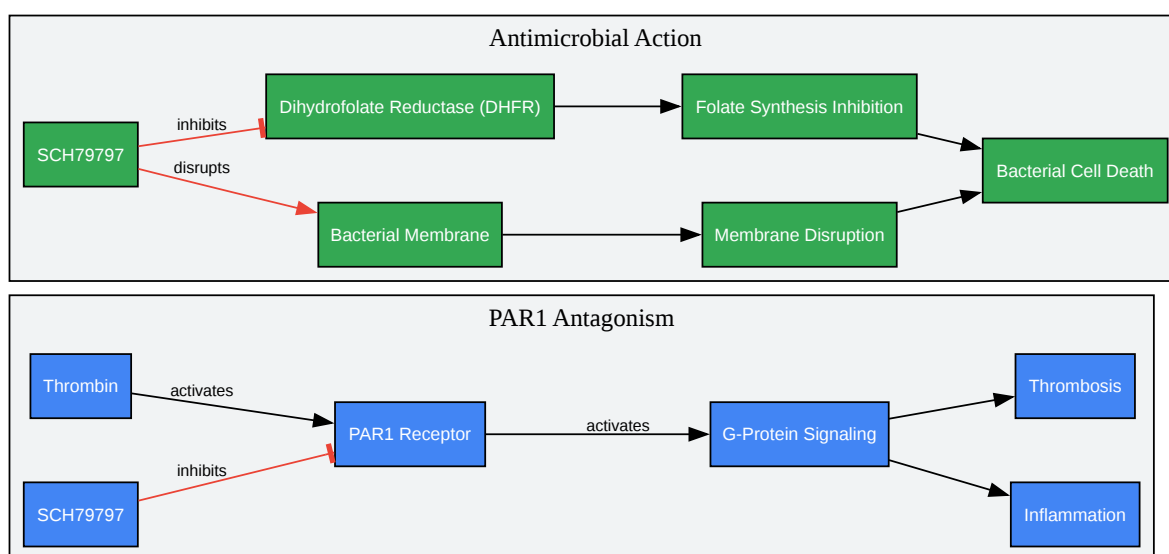 Antimicrobial Action
Dihydrofolate Reductase (DHFR)
Folate Synthesis Inhibition
inhibits
SCH79797
disrupts
Bacterial Cell Death
Bacterial Membrane
Membrane Disruption
PAR1 Antagonism
Thrombin
activates
Thrombosis
PAR1 Receptor
activates
G-Protein Signaling
inhibits
SCH79797
Inflammation